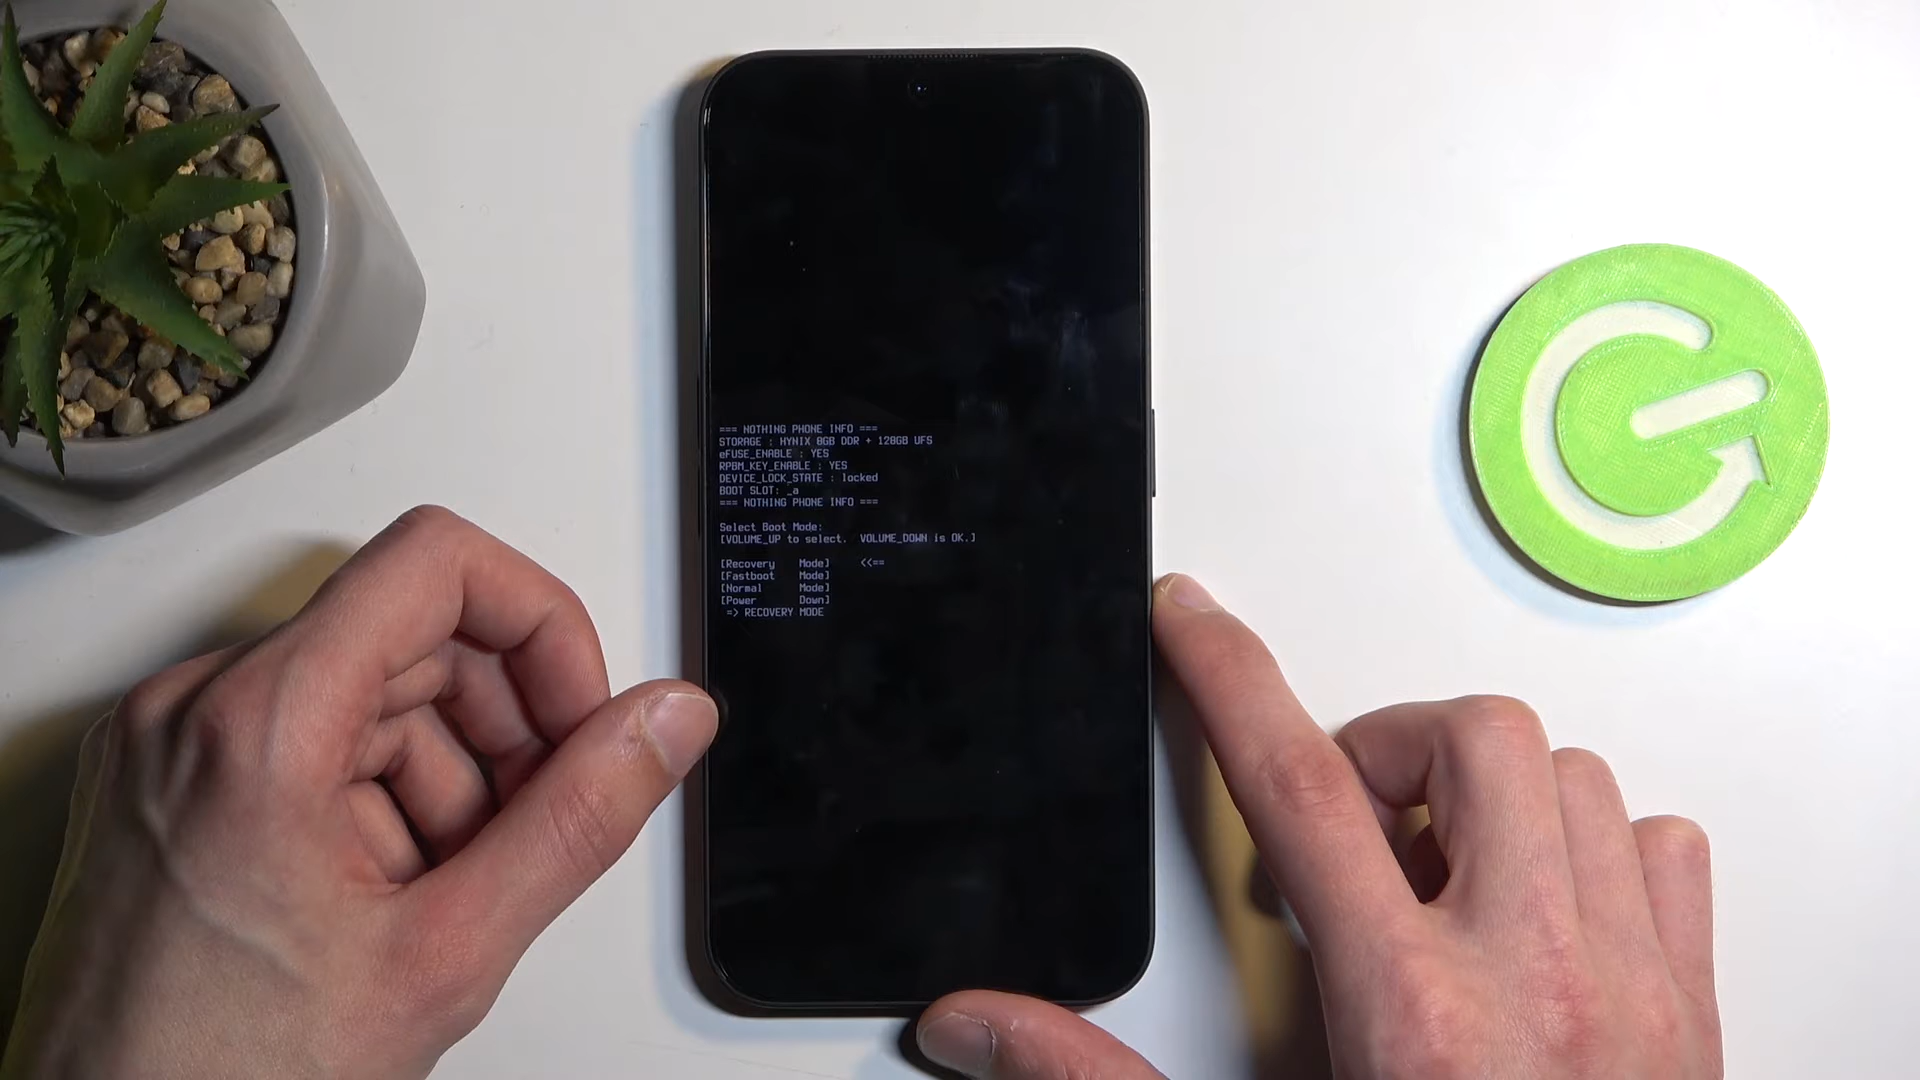 === NOTHING PHONE INFO ===
STORAGE : HYNIX 8GB DDR + 128GB UFS
eFUSE_ENABLE : YES
RPBM_KEY_ENABLE : YES
DEVICE_LOCK_STATE : locked
BOOT SLOT: _a
=== NOTHING PHONE INFO ===
Select Boot Mode:
[VOLUME_UP to select. VOLUME_DOWN is OK.]
[Recovery Mode] <<==
[Fastboot Mode]
[Normal Mode]
[Power Down]
=> RECOVERY MODE